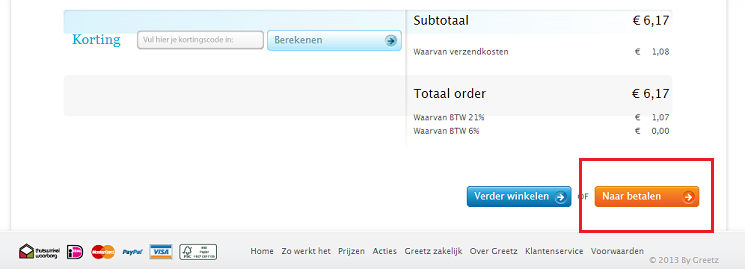 Subtotaal € 6,17
Korting Vul hier je kortingscode in: Berekenen
Waarvan verzendkosten € 1,08
Totaal order € 6,17
Waarvan BTW 21% € 1,07
Waarvan BTW 6% € 0,00
Verder winkelen OF Naar betalen
thuiswinkel waarborg iD MasterCard PayPal VISA FSC
Home Zo werkt het Prijzen Acties Greetz zakelijk Over Greetz Klantenservice Voorwaarden
© 2013 By Greetz